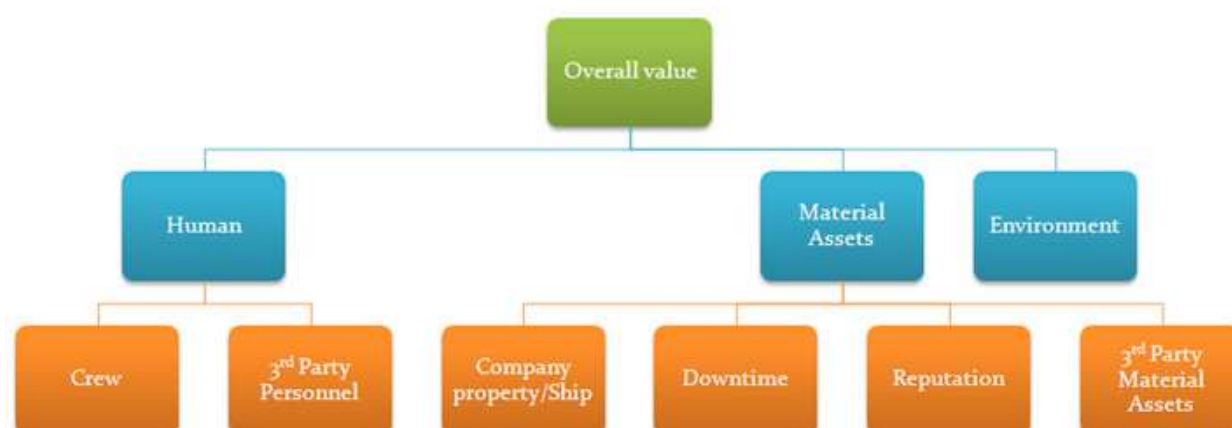 Overall value
Human
Material
Assets
Environment
Crew
3rd Party
Personnel
Company
property/Ship
Downtime
Reputation
3rd Party
Material
Assets